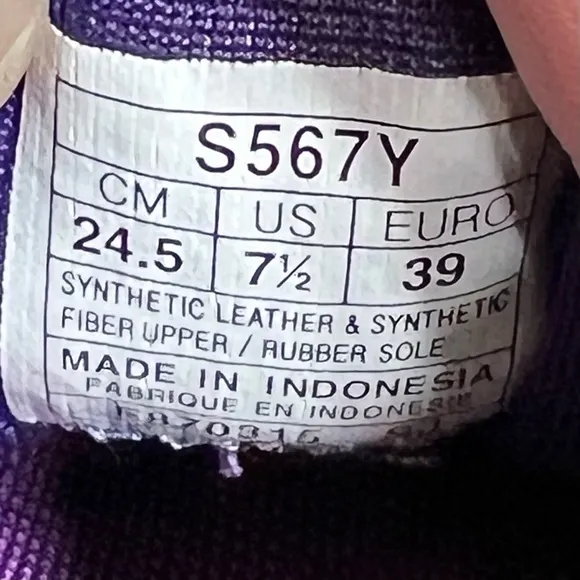 S567Y
CM US EURO
24.5 7½ 39
SYNTHETIC LEATHER & SYNTHETIC
FIBER UPPER / RUBBER SOLE
MADE IN INDONESIA
FABRIQUE EN INDONESIE